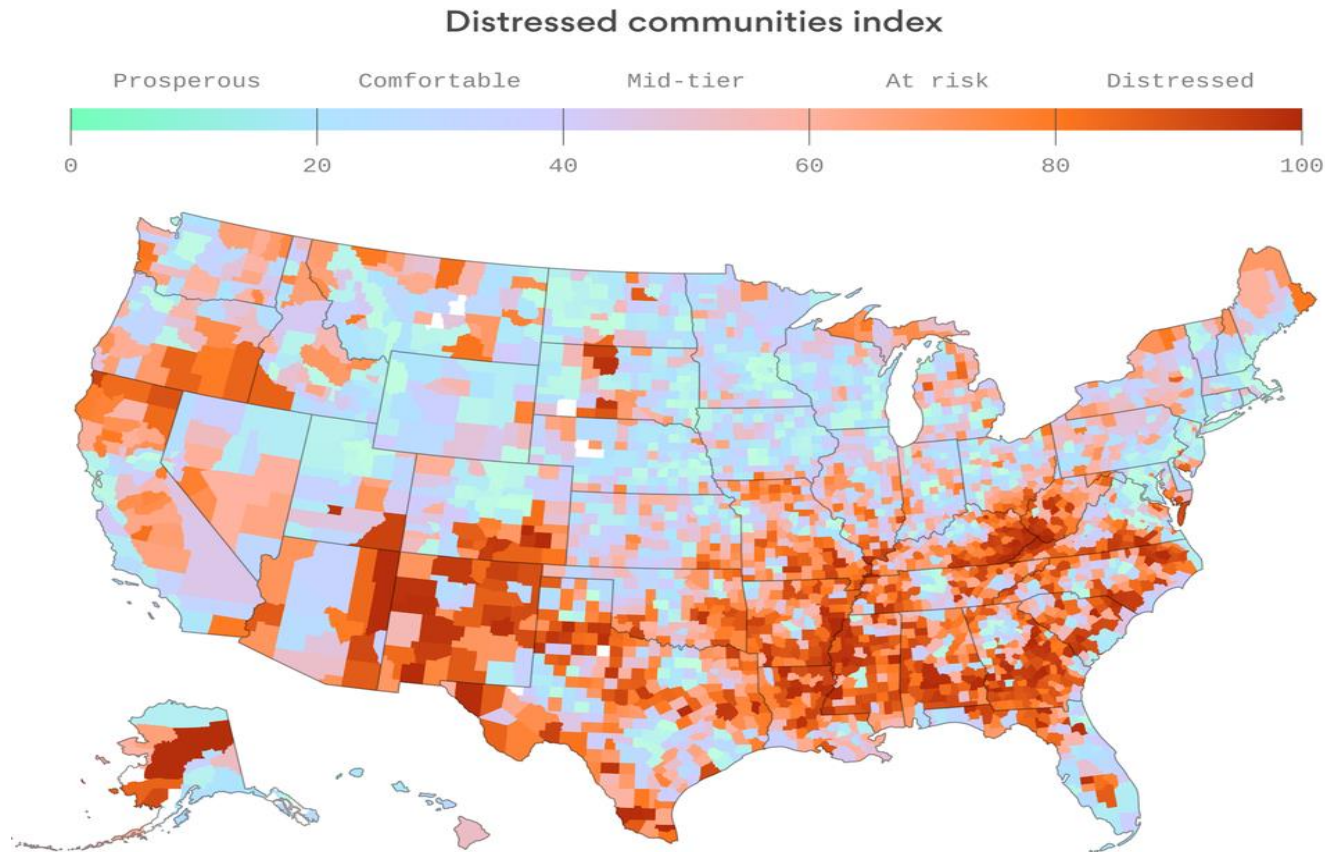 Distressed communities index
Prosperous Comfortable Mid-tier At risk Distressed
0 20 40 60 80 100